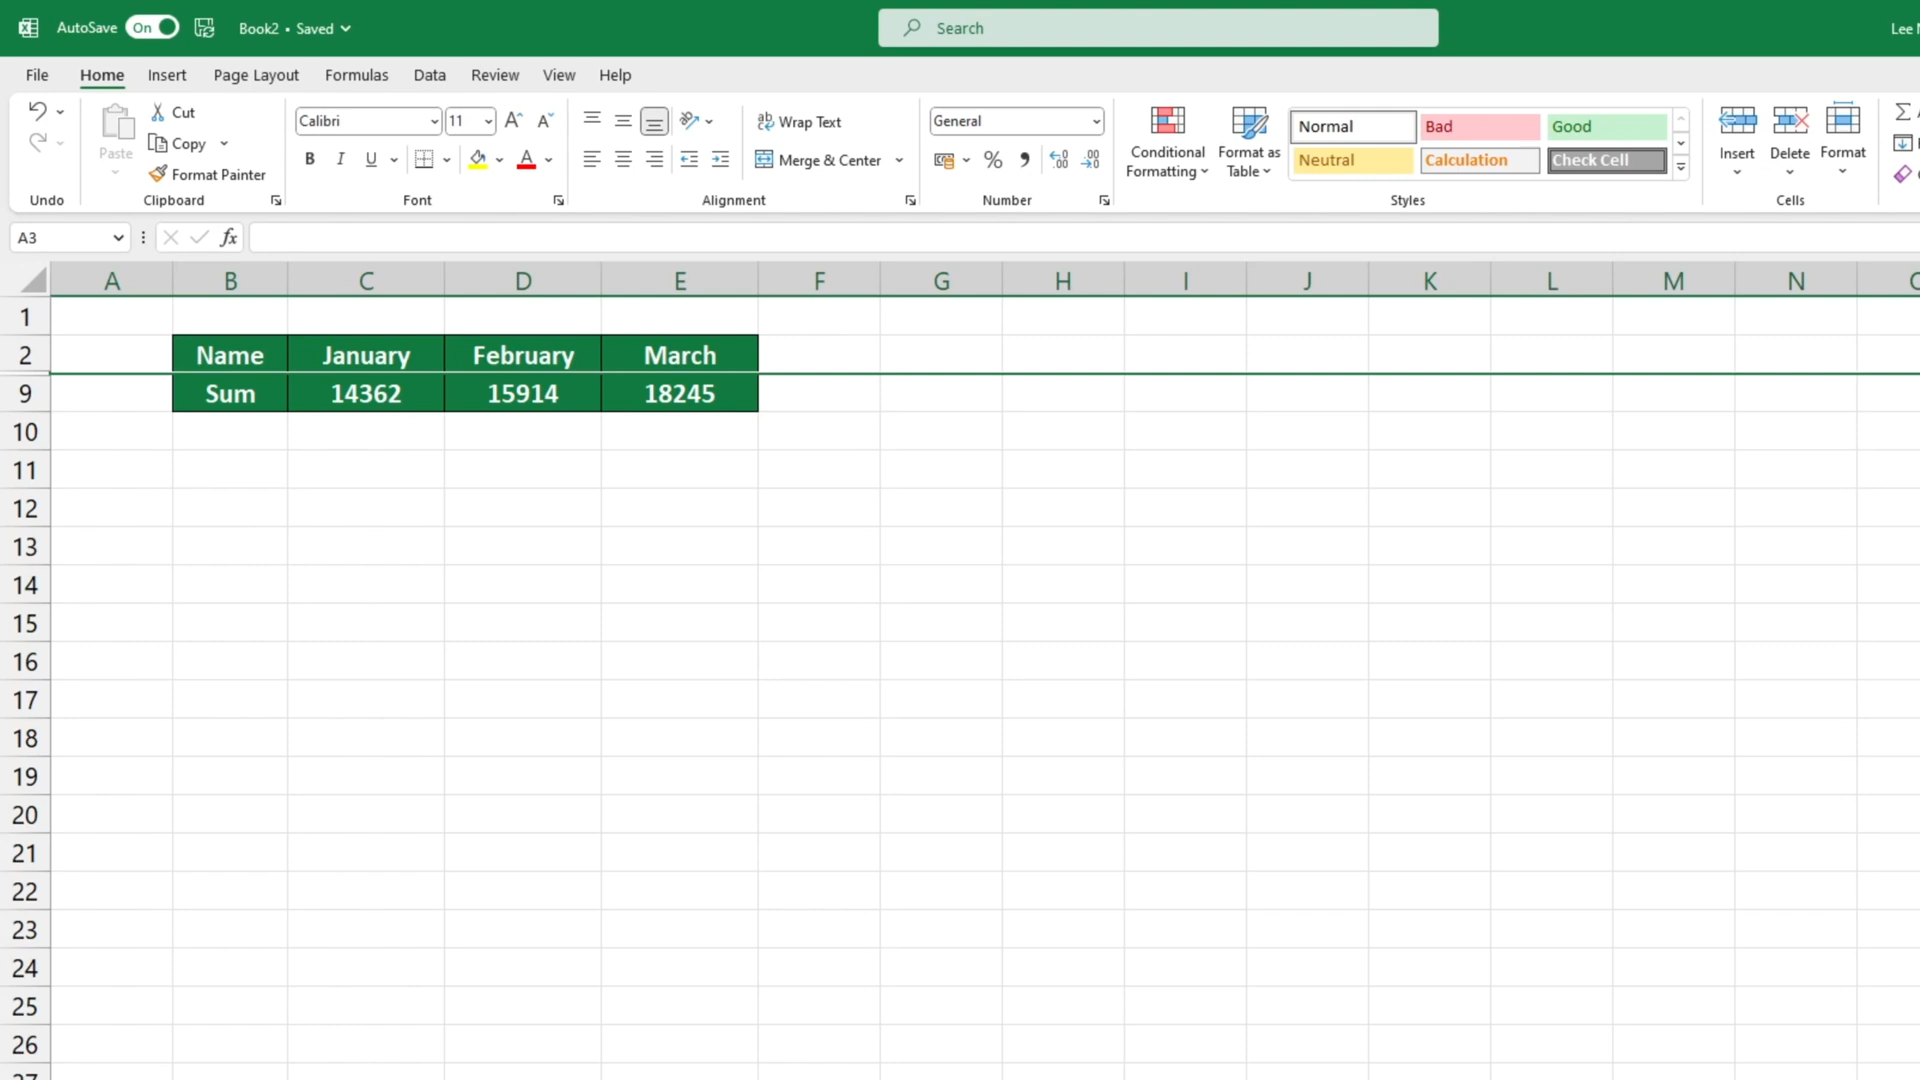 AutoSave On Book2 • Saved Search Lee
File Home Insert Page Layout Formulas Data Review View Help
Paste Cut Copy Format Painter
Calibri 11
B I U
Wrap Text
Merge & Center
General
% ,
Conditional Formatting
Format as Table
Normal Bad Good
Neutral Calculation Check Cell
Insert Delete Format
Undo Clipboard Font Alignment Number Styles Cells
A3 fx
A B C D E F G H I J K L M N
1
2 Name January February March
9 Sum 14362 15914 18245
10
11
12
13
14
15
16
17
18
19
20
21
22
23
24
25
26
27